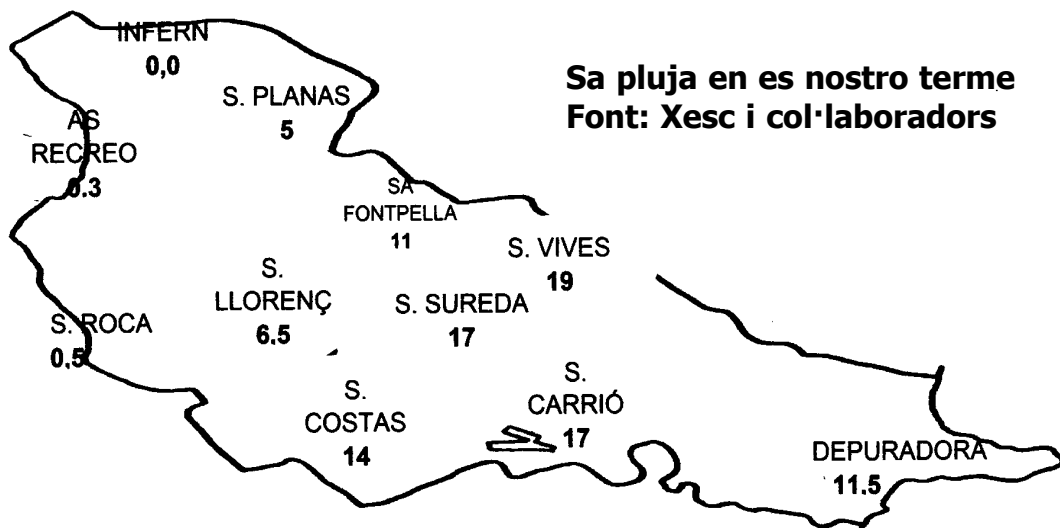 INFERN
0,0
Sa pluja en es nostro terme
Font: Xesc i col·laboradors
S. PLANAS
5
AS
RECREO
0.3
SA
FONTPELLA
11
S. VIVES
19
S.
LLORENÇ
6.5
S. SUREDA
17
S. ROCA
0,5
S.
COSTAS
14
S.
CARRIÓ
17
DEPURADORA
11.5